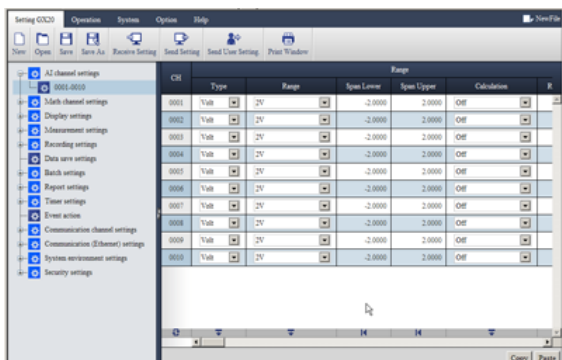 Setting GX20 Operation System Option Help NewFile
New Open Save Save As Receive Setting Send Setting Send User Setting Print Window
AI channel settings
0001-0010
Math channel settings
Display settings
Measurement settings
Recording settings
Data save settings
Batch settings
Report settings
Timer settings
Event action
Communication channel settings
Communication (Ethernet) settings
System environment settings
Security settings
CH Range
Type Range Span Lower Span Upper Calculation R
0001 Volt 2V -2.0000 2.0000 Off
0002 Volt 2V -2.0000 2.0000 Off
0003 Volt 2V -2.0000 2.0000 Off
0004 Volt 2V -2.0000 2.0000 Off
0005 Volt 2V -2.0000 2.0000 Off
0006 Volt 2V -2.0000 2.0000 Off
0007 Volt 2V -2.0000 2.0000 Off
0008 Volt 2V -2.0000 2.0000 Off
0009 Volt 2V -2.0000 2.0000 Off
0010 Volt 2V -2.0000 2.0000 Off
Copy Paste